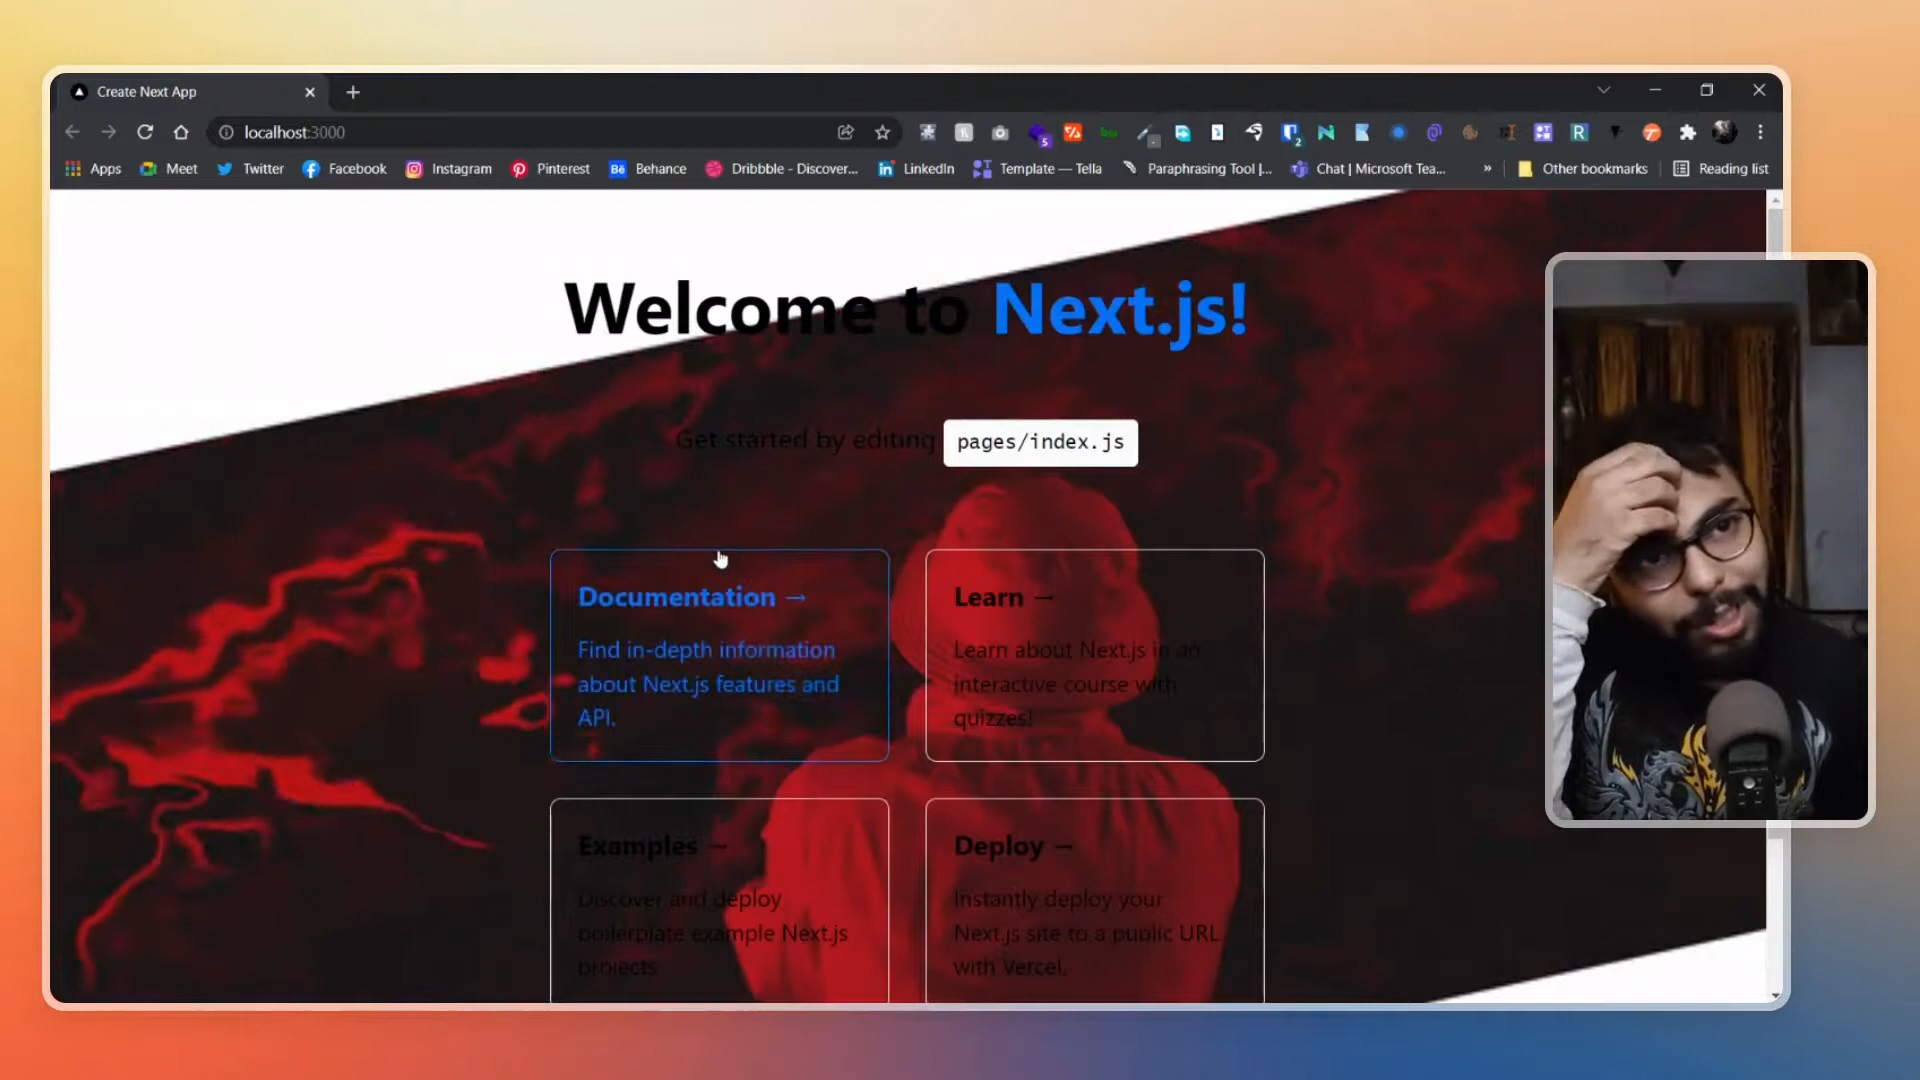 Create Next App
localhost:3000
5
2
Apps Meet Twitter Facebook Instagram Pinterest Bē Behance Dribbble - Discover... in LinkedIn Template — Tella Paraphrasing Tool |... Chat | Microsoft Tea... » Other bookmarks Reading list
Welcome to Next.js!
Get started by editing pages/index.js
Documentation →
Find in-depth information
about Next.js features and
API.
Learn →
Learn about Next.js in an
interactive course with
quizzes!
Examples →
Discover and deploy
boilerplate example Next.js
projects.
Deploy →
Instantly deploy your
Next.js site to a public URL
with Vercel.